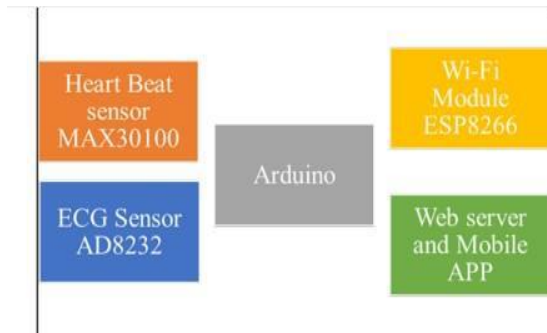 Heart Beat
sensor
MAX30100
ECG Sensor
AD8232
Arduino
Wi-Fi
Module
ESP8266
Web server
and Mobile
APP